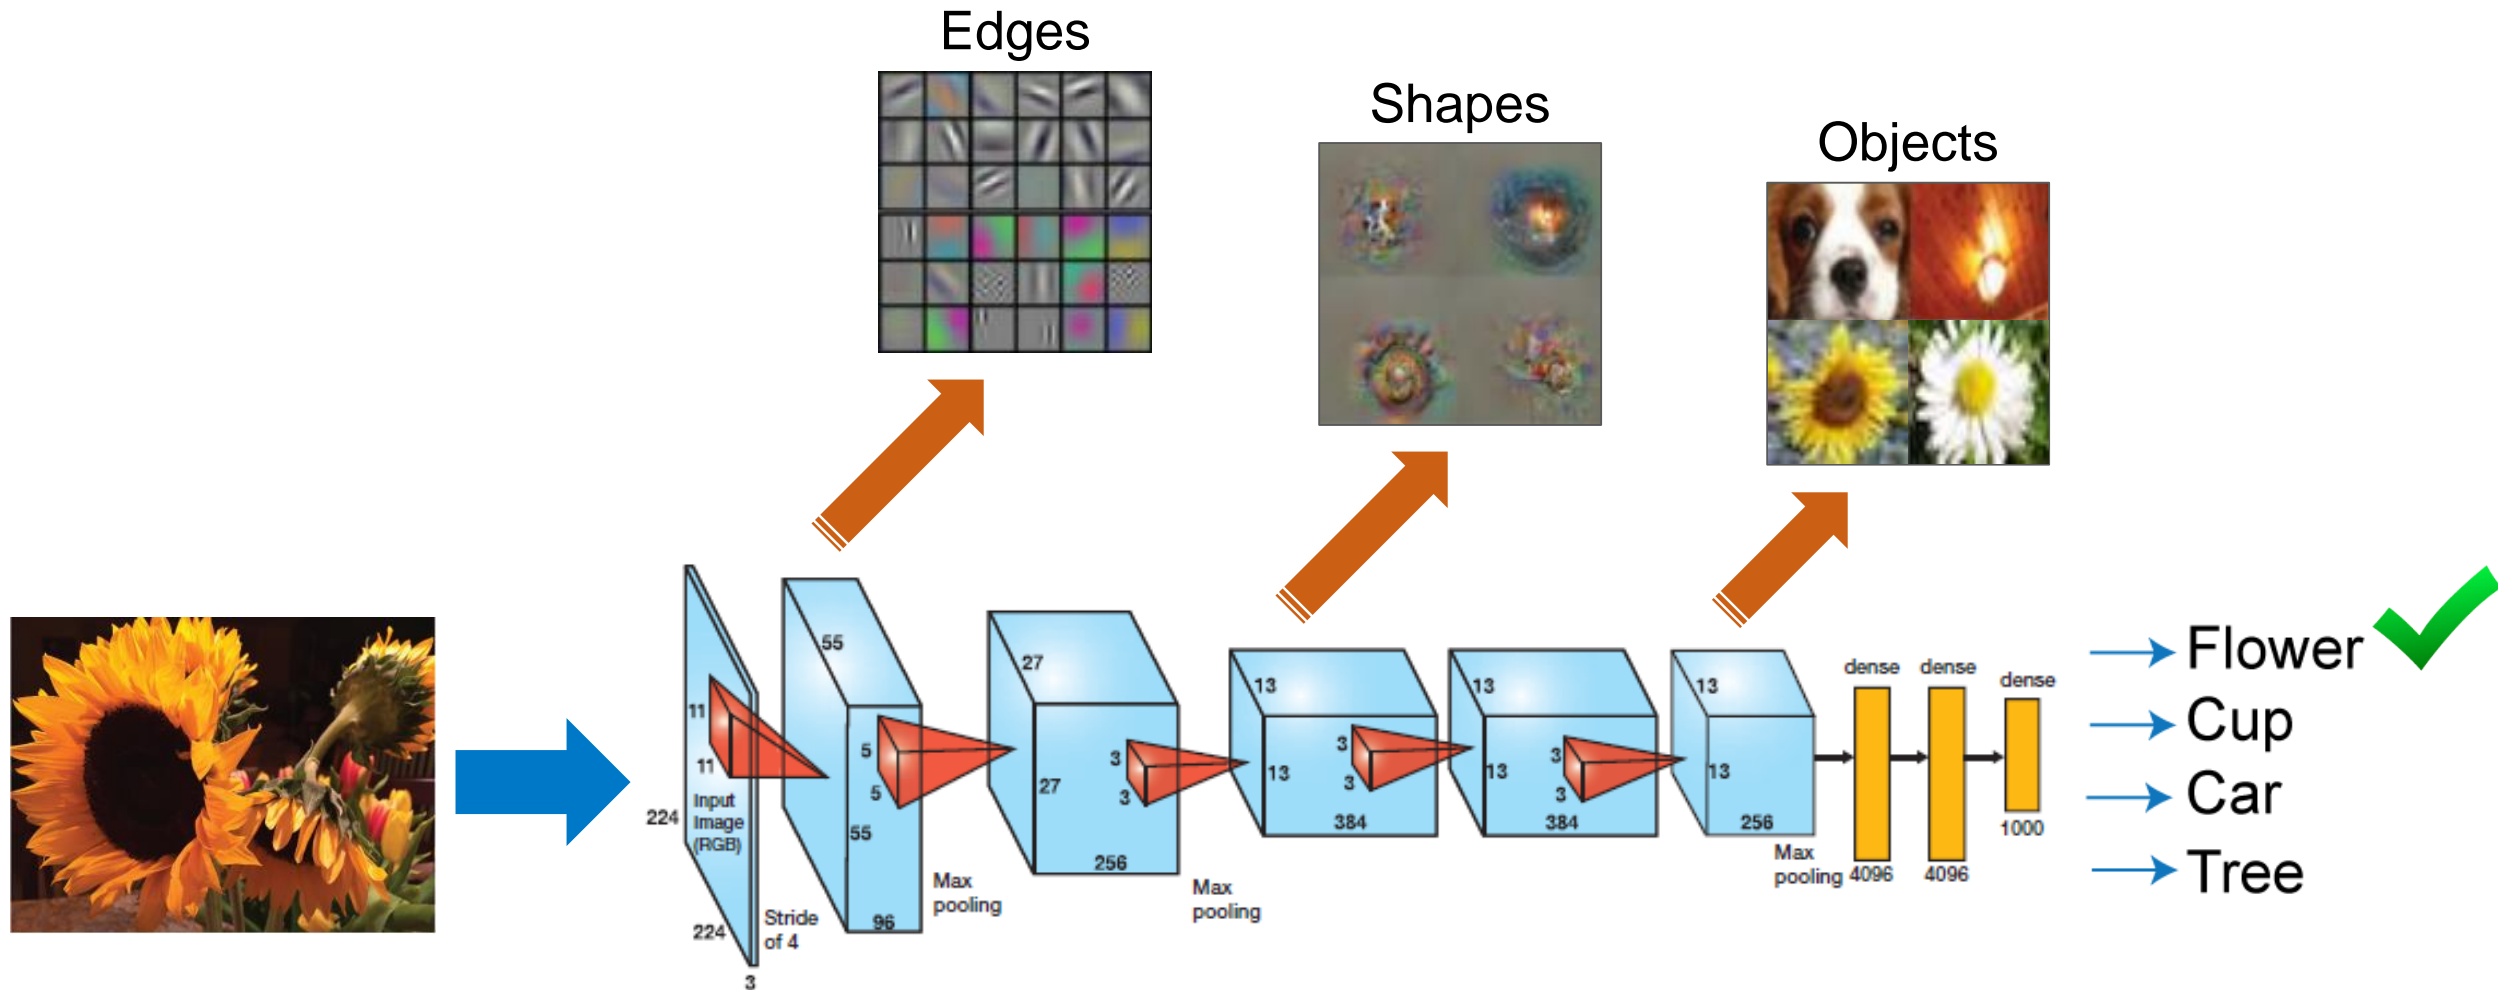 Edges
Shapes
Objects
55
27
13
13
13
11
11
5
5
3
3
3
3
3
3
55
27
13
13
13
224
Input
Image
(RGB)
224
3
Stride
of 4
96
Max
pooling
256
Max
pooling
384
384
256
Max
pooling
dense
dense
dense
4096
4096
1000
Flower
Cup
Car
Tree